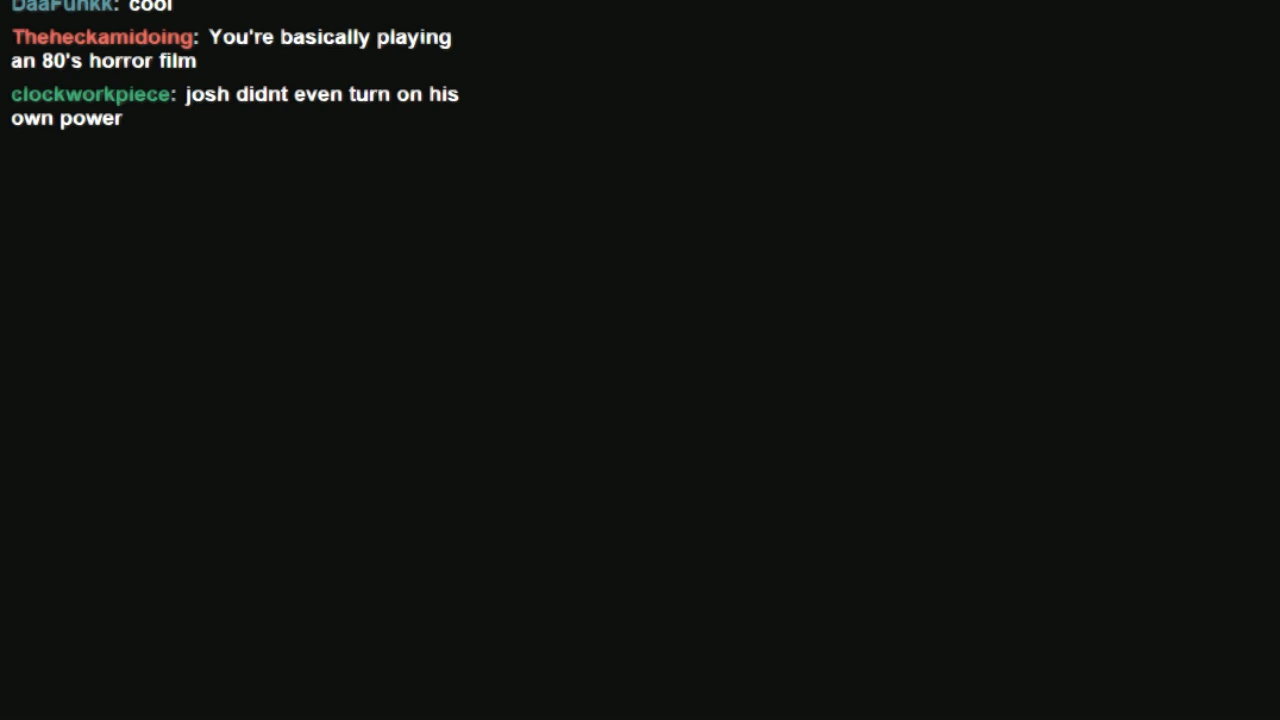 DaaFunkk: cool
Theheckamidoing: You're basically playing
an 80's horror film
clockworkpiece: josh didnt even turn on his
own power